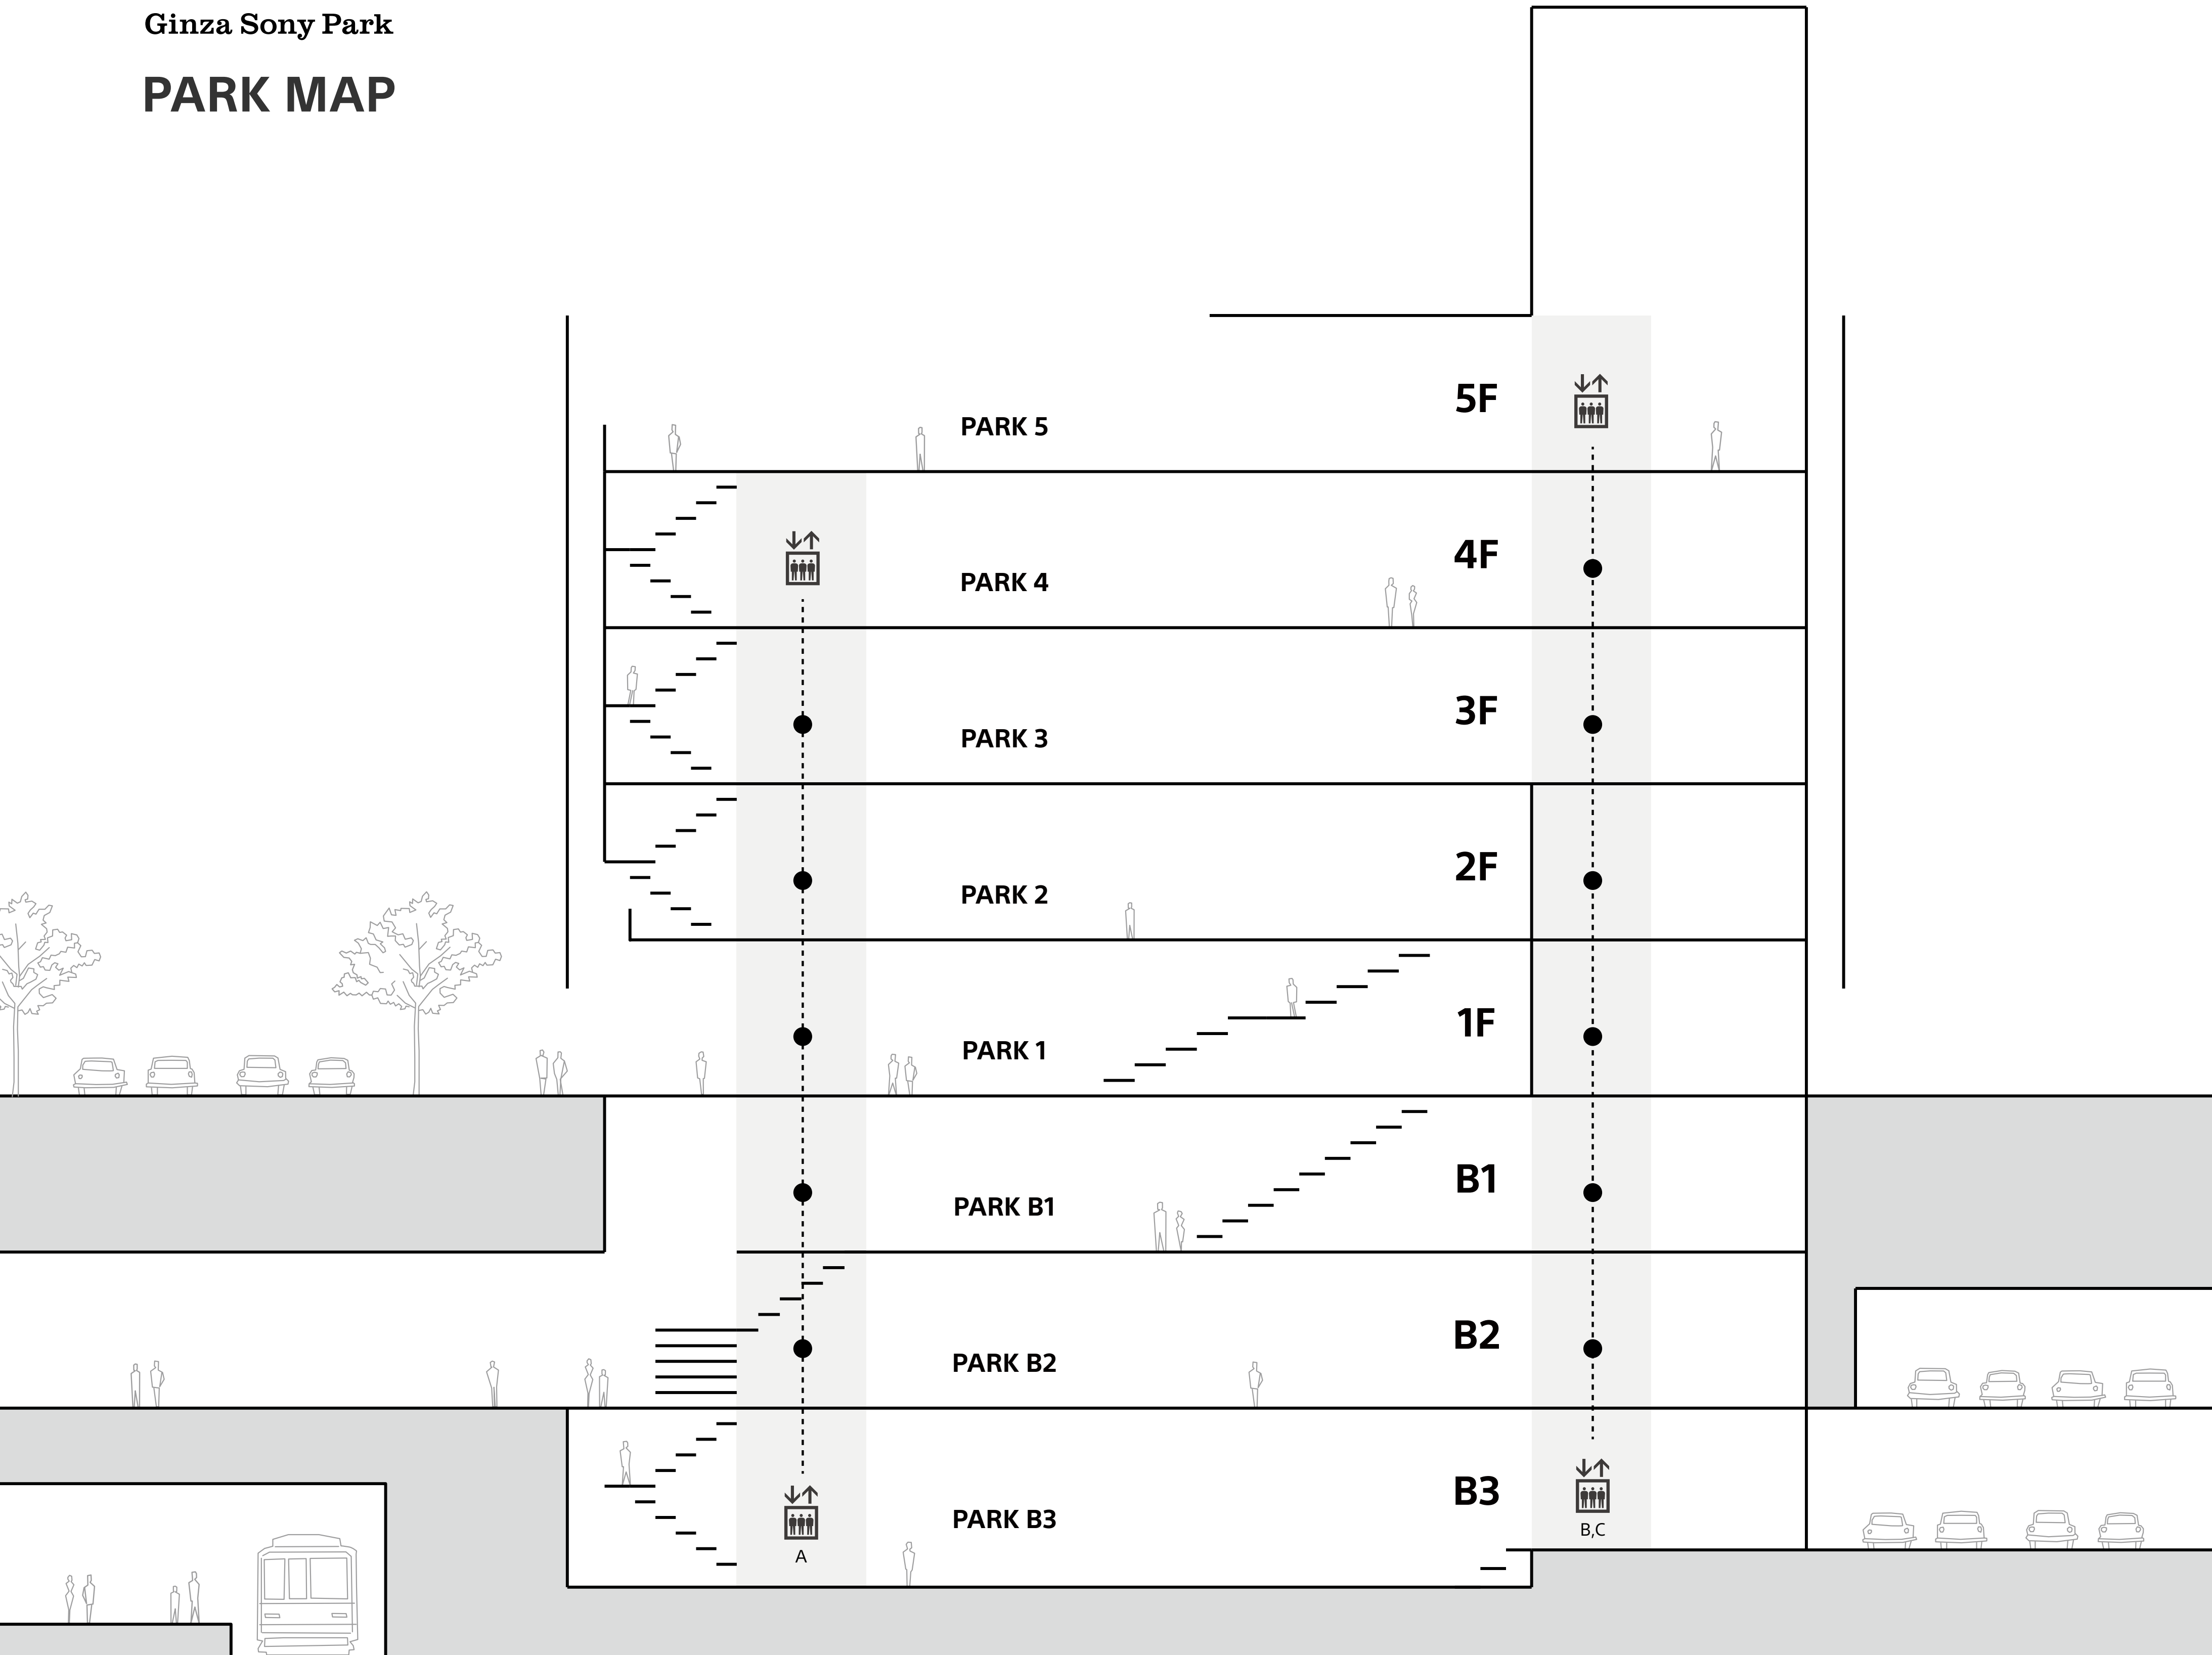 Ginza Sony Park
PARK MAP
5F
PARK 5
4F
PARK 4
3F
PARK 3
2F
PARK 2
1F
PARK 1
B1
PARK B1
B2
PARK B2
B3
PARK B3
B,C
A